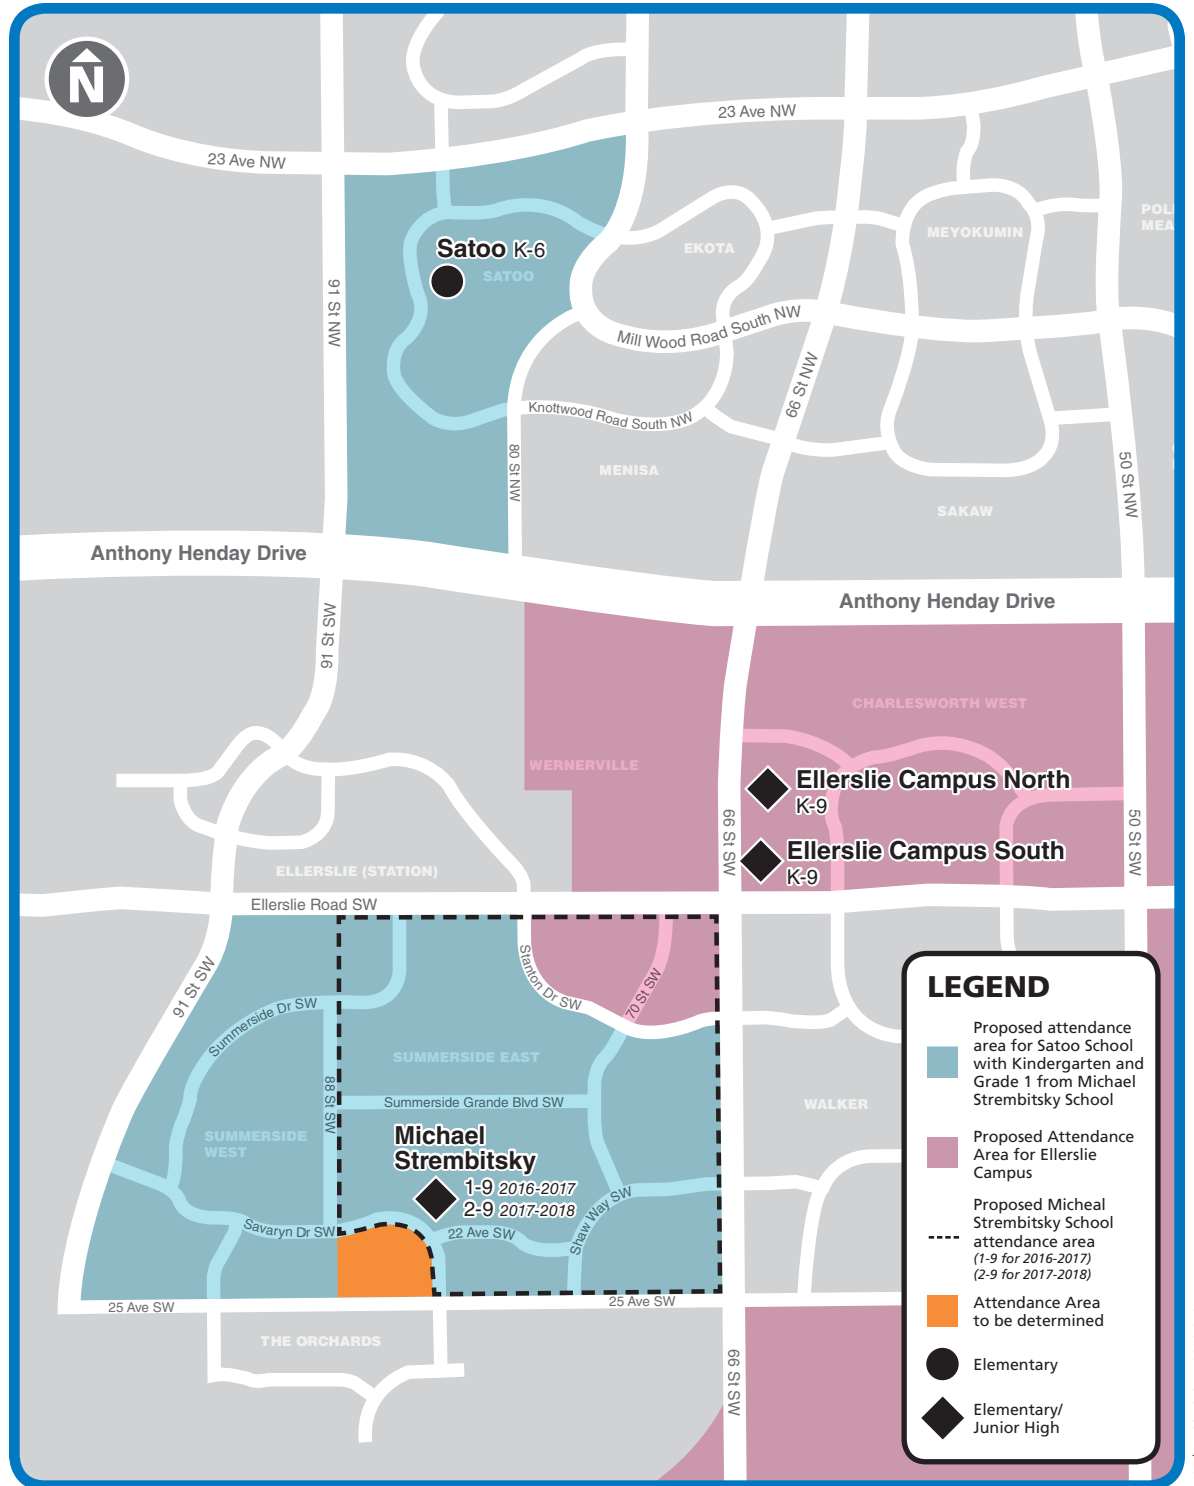 N
23 Ave NW
23 Ave NW
91 St NW
Satoo K-6
SATOO
EKOTA
MEYOKUMIN
Mill Wood Road South NW
66 St NW
Knottwood Road South NW
80 St NW
MENISA
SAKAW
50 St NW
Anthony Henday Drive
Anthony Henday Drive
91 St SW
CHARLESWORTH WEST
WERNERVILLE
Ellerslie Campus North
K-9
66 St SW
50 St SW
Ellerslie Campus South
K-9
ELLERSLIE (STATION)
Ellerslie Road SW
91 St SW
Stanton Dr SW
70 St SW
Summerside Dr SW
SUMMERSIDE EAST
88 St SW
Summerside Grande Blvd SW
WALKER
SUMMERSIDE
WEST
Michael
Strembitsky
1-9 2016-2017
2-9 2017-2018
Savaryn Dr SW
22 Ave SW
Shaw Way SW
25 Ave SW
25 Ave SW
THE ORCHARDS
66 St SW
LEGEND
Proposed attendance
area for Satoo School
with Kindergarten and
Grade 1 from Michael
Strembitsky School
Proposed Attendance
Area for Ellerslie
Campus
Proposed Micheal
Strembitsky School
attendance area
(1-9 for 2016-2017)
(2-9 for 2017-2018)
Attendance Area
to be determined
Elementary
Elementary/
Junior High